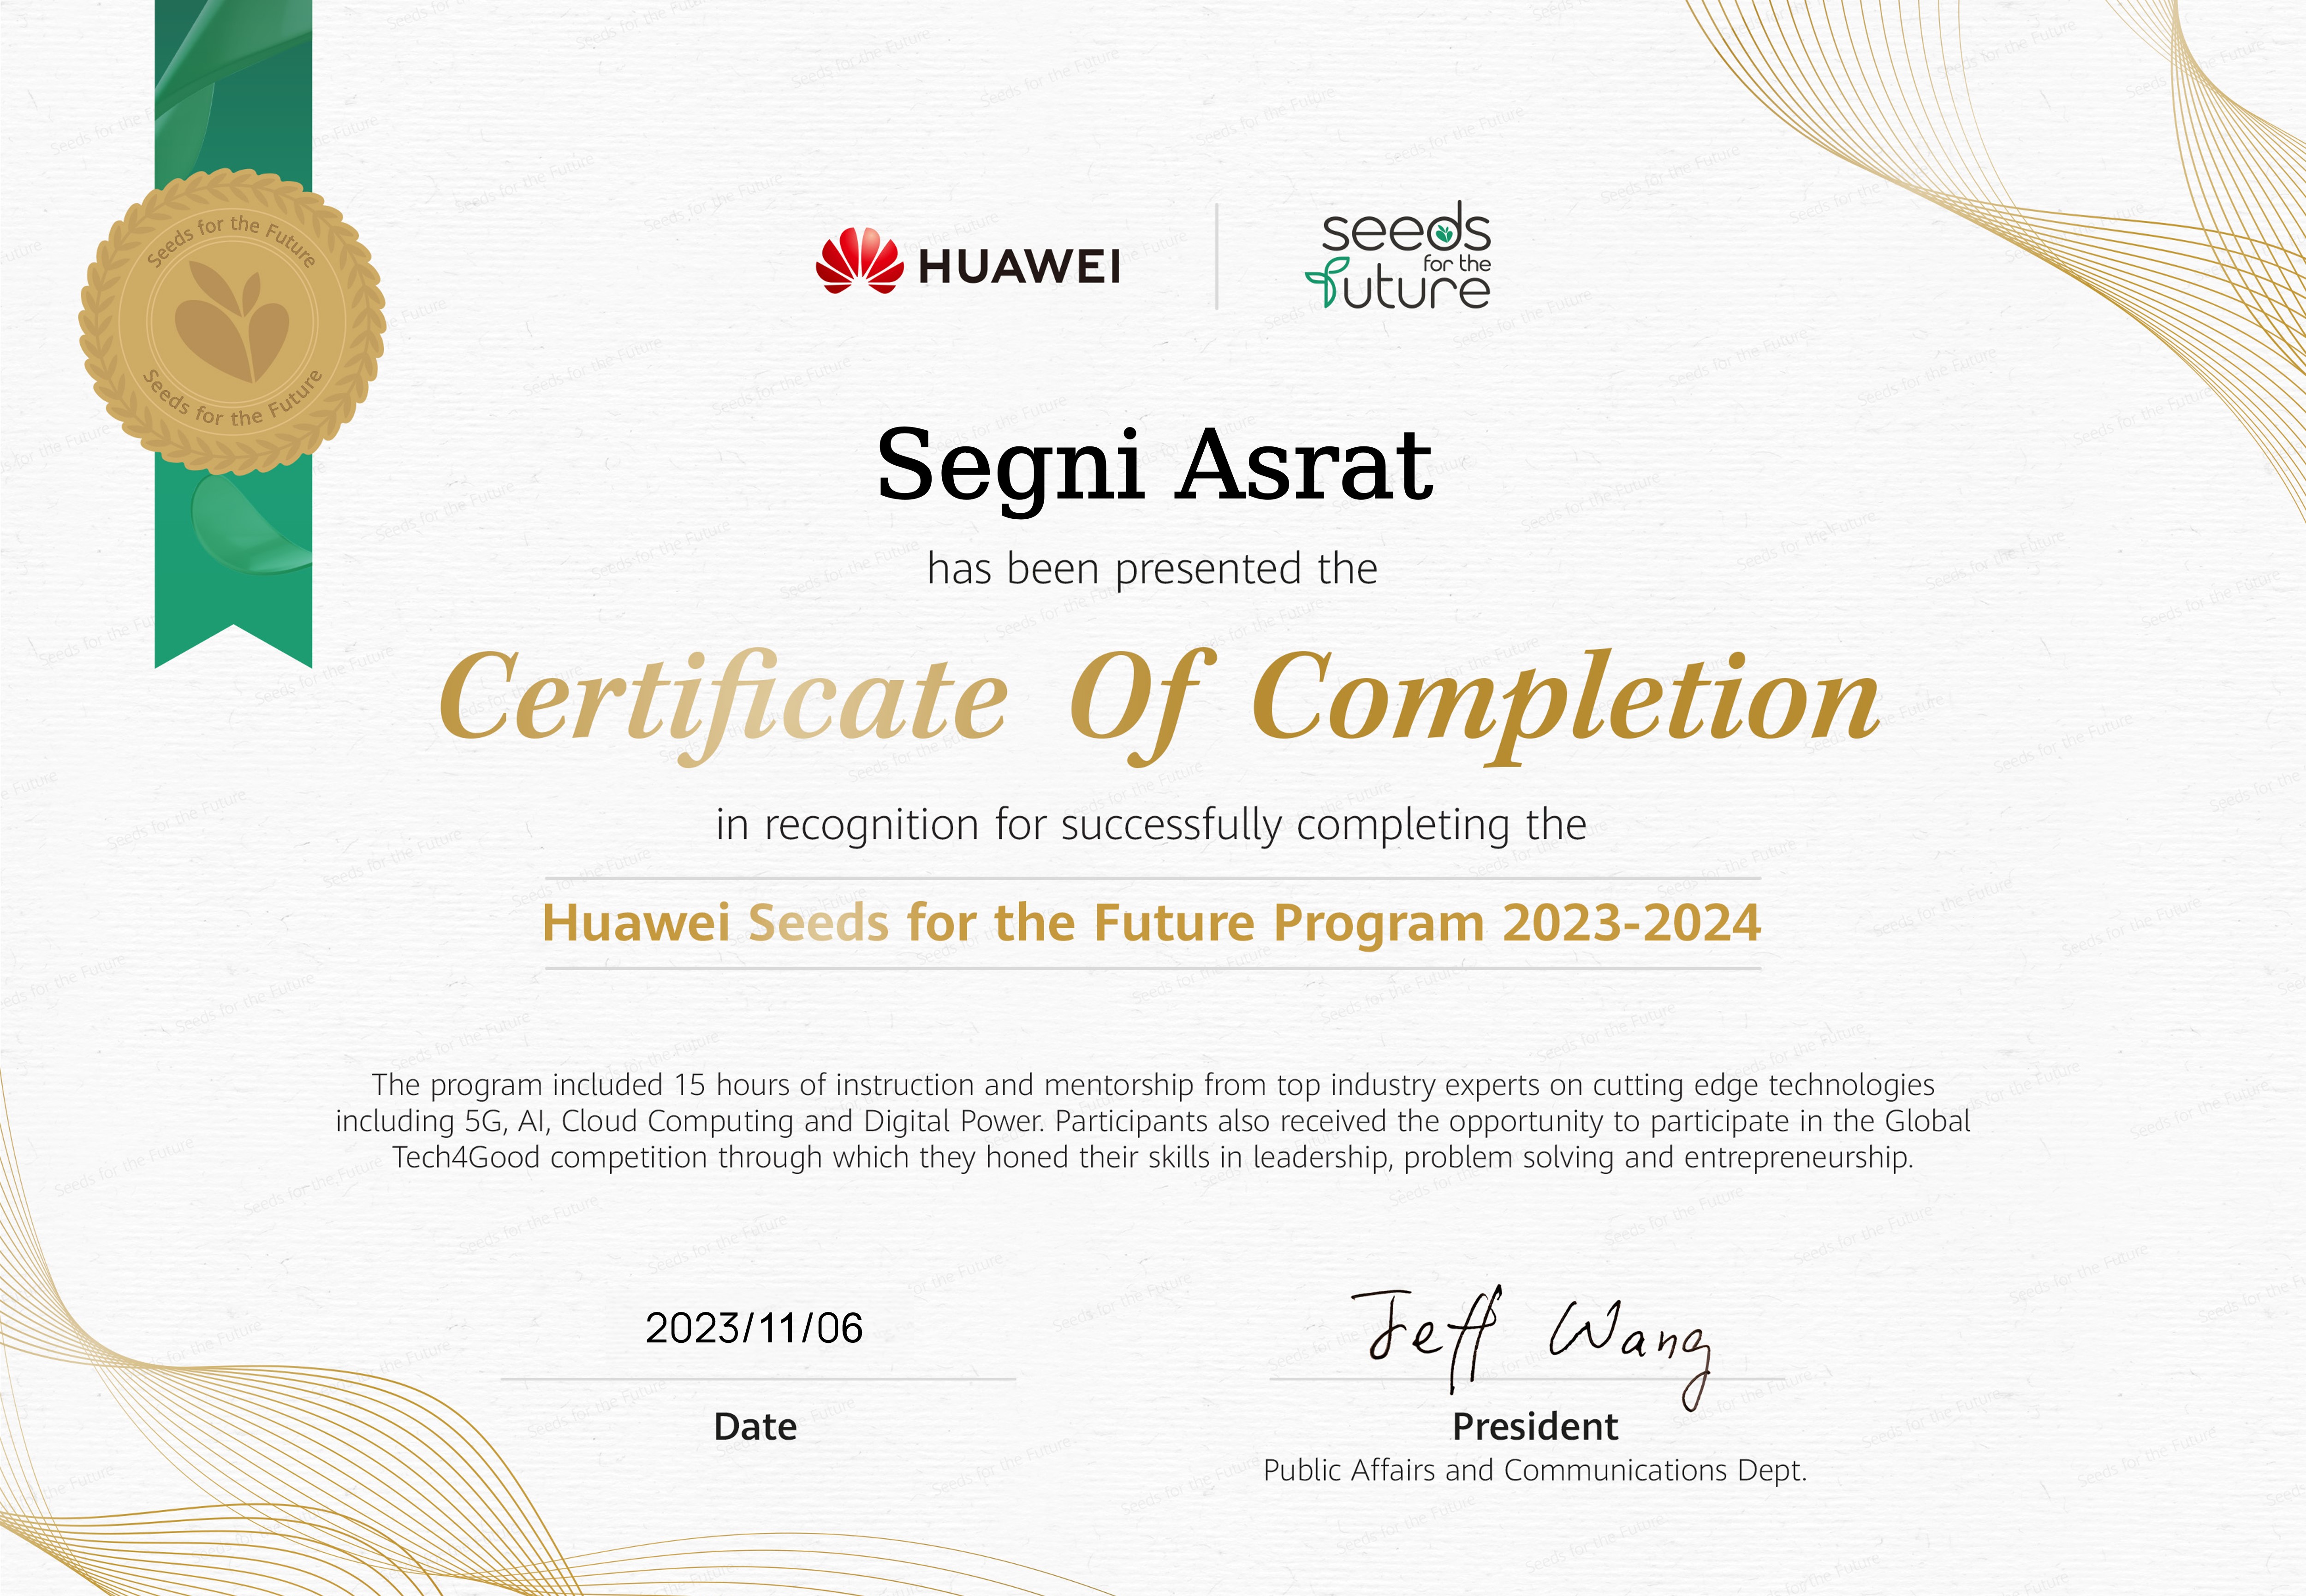 Seeds for the Future
Seeds for the Future
HUAWEI
seeds
for the
future
Segni Asrat
has been presented the
Certificate Of Completion
in recognition for successfully completing the
Huawei Seeds for the Future Program 2023-2024
The program included 15 hours of instruction and mentorship from top industry experts on cutting edge technologies
including 5G, AI, Cloud Computing and Digital Power. Participants also received the opportunity to participate in the Global
Tech4Good competition through which they honed their skills in leadership, problem solving and entrepreneurship.
2023/11/06
Jeff Wang
Date
President
Public Affairs and Communications Dept.